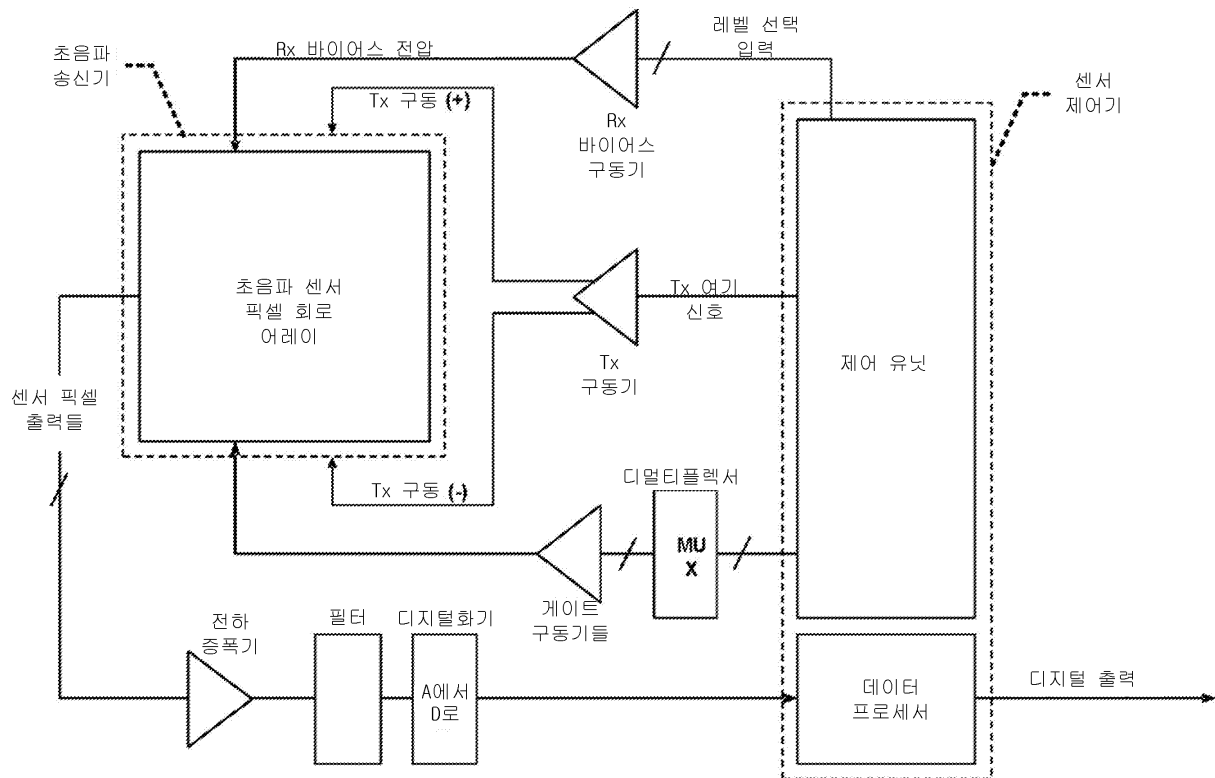 레벨 선택
입력
Rx 바이어스 전압
초음파
송신기
Tx 구동 (+)
센서
제어기
Rx
바이어스
구동기
초음파 센서
픽셀 회로
어레이
Tx 여기
신호
Tx
구동기
제어 유닛
센서 픽셀
출력들
Tx 구동 (-)
디멀티플렉서
MU
X
게이트
구동기들
전하
증폭기
필터
디지털화기
A에서
D로
데이터
프로세서
디지털 출력